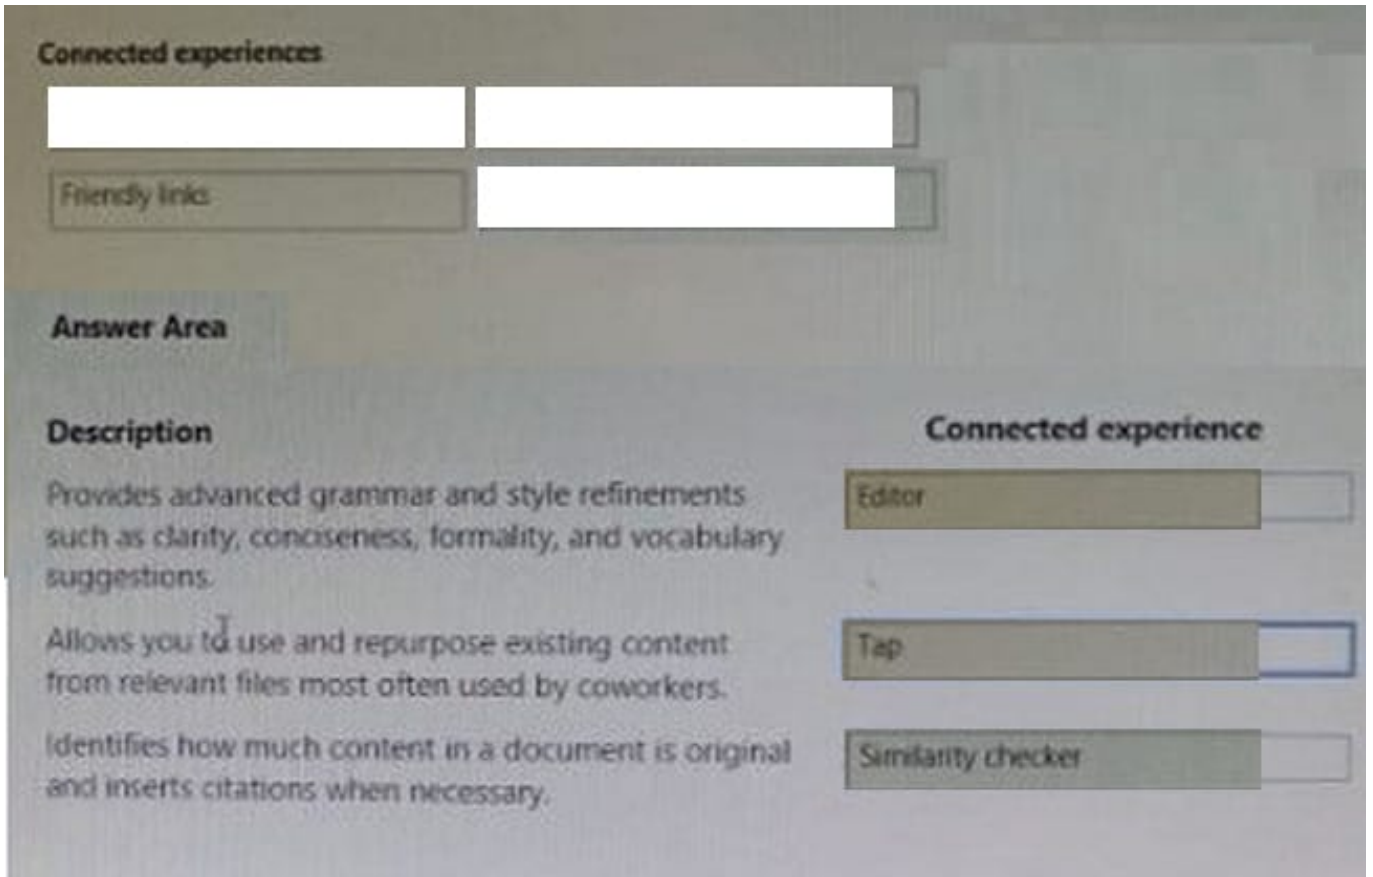 Connected experiences
Friendly links
Answer Area
Description
Connected experience
Provides advanced grammar and style refinements
such as clarity, conciseness, formality, and vocabulary
suggestions.
Editor
Allows you to use and repurpose existing content
from relevant files most often used by coworkers.
Tap
Identifies how much content in a document is original
and inserts citations when necessary.
Similarity checker